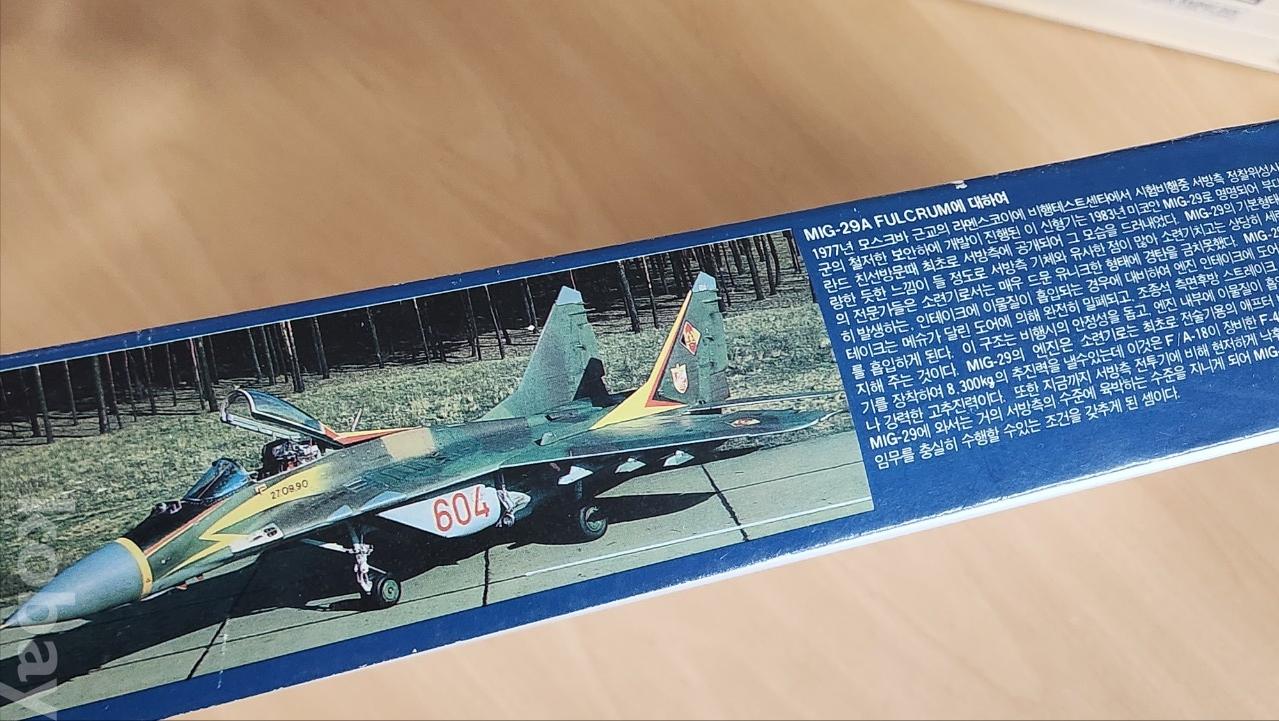 MIG-29A FULCRUM에 대하여
1977년 모스크바 근교의 라멘스코이에 비행테스트센타에서 시험비행중 서방측 정찰위성사
군의 철저한 보안하에 개발이 진행된 이 신형기는 1983년 미코얀 MIG-29로 명명되어 부대
란드 친선방문때 최초로 서방측에 공개되어 그 모습을 드러내었다. MIG-29의 기본형태
량한 듯한 느낌이 들 정도로 서방측 기체와 유사한 점이 많아 소련기치고는 상당히 세
의 전문가들은 소련기로서는 매우 드문 유니크한 형태에 경탄을 금치못했다. MIG-2
히 발생하는, 인테이크에 이물질이 흡입되는 경우에 대비하여 엔진 인테이크에 도어
테이크는 메슈가 달린 도어에 의해 완전히 밀폐되고, 조종석 측면후방 스트레이크
를 흡입하게 된다. 이 구조는 비행시의 안정성을 돕고, 엔진 내부에 이물질이 흡
지해 주는 것이다. MIG-29의 엔진은 소련기로는 최초로 전술기용의 애프터
기를 장착하여 8.300kg의 추진력을 낼수있는데 이것은 F/A-18이 장비한 F-4
나 강력한 고추진력이다. 또한 지금까지 서방측 전투기에 비해 현저하게 낙후
MIG-29에 와서는 거의 서방측의 수준에 육박하는 수준을 지니게 되어 MIG
임무를 충실히 수행할 수있는 조건을 갖추게 된 셈이다.
27.09.90
604